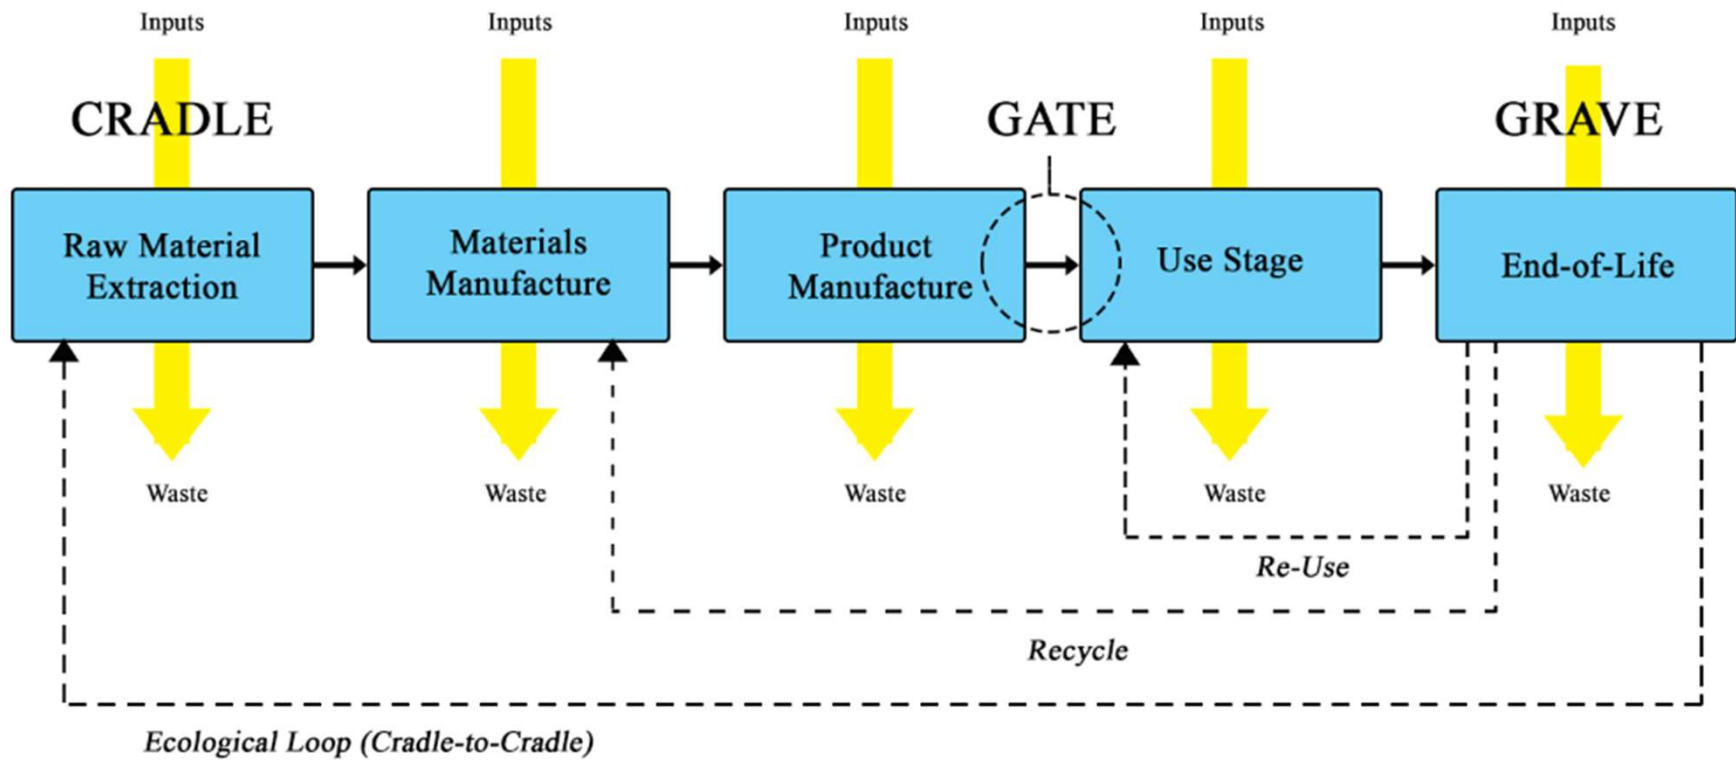 Inputs
Inputs
Inputs
Inputs
Inputs
CRADLE
GATE
GRAVE
Raw Material
Extraction
Materials
Manufacture
Product
Manufacture
Use Stage
End-of-Life
Waste
Waste
Waste
Waste
Waste
Re-Use
Recycle
Ecological Loop (Cradle-to-Cradle)